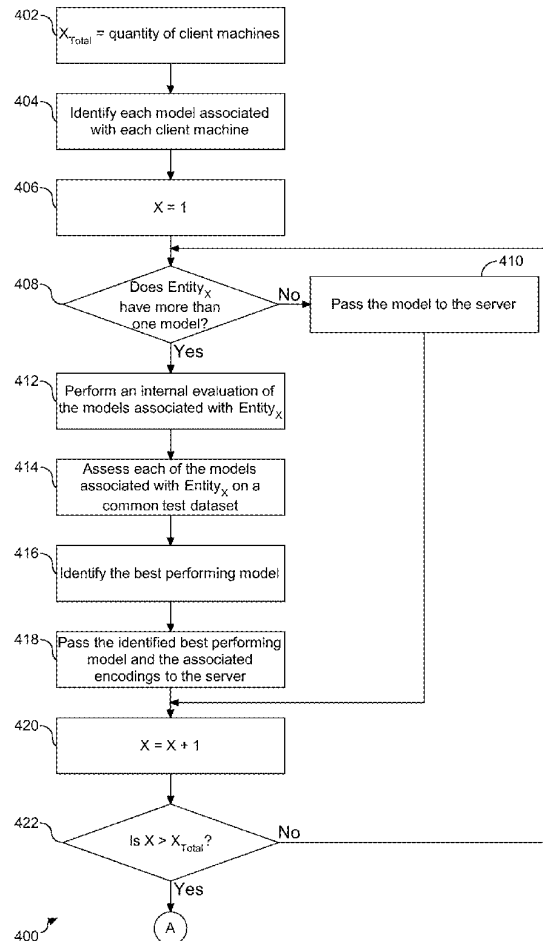 402
X_Total = quantity of client machines
404
Identify each model associated
with each client machine
406
X = 1
408
Does Entity_X
have more than
one model?
No
410
Pass the model to the server
Yes
412
Perform an internal evaluation of
the models associated with Entity_X
414
Assess each of the models
associated with Entity_X on a
common test dataset
416
Identify the best performing model
418
Pass the identified best performing
model and the associated
encodings to the server
420
X = X + 1
422
Is X > X_Total?
No
Yes
A
400